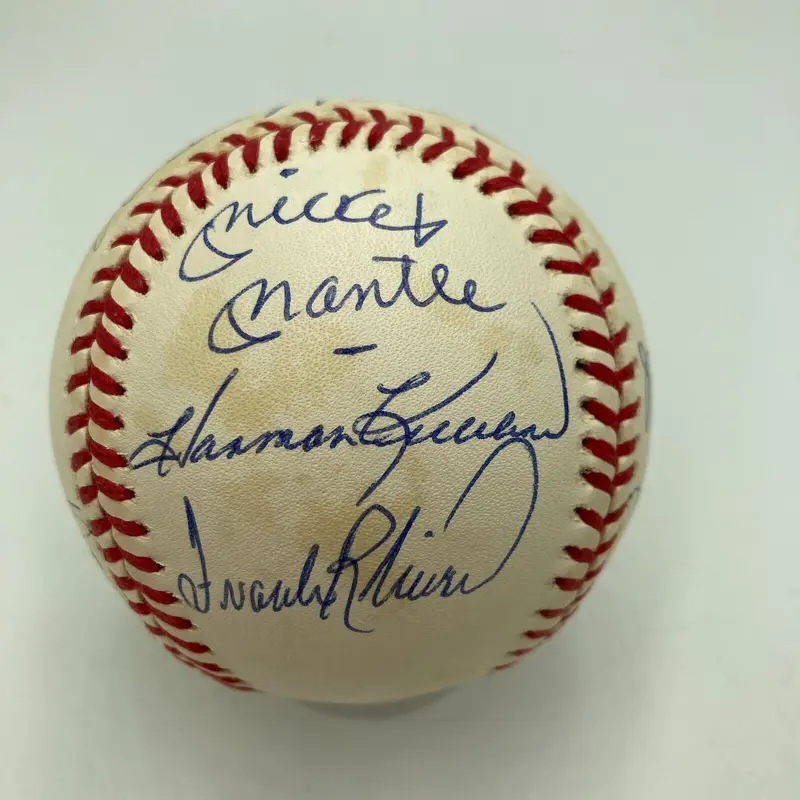 Mickey
Mantle
Harmon Killebrew
Frank Robinson